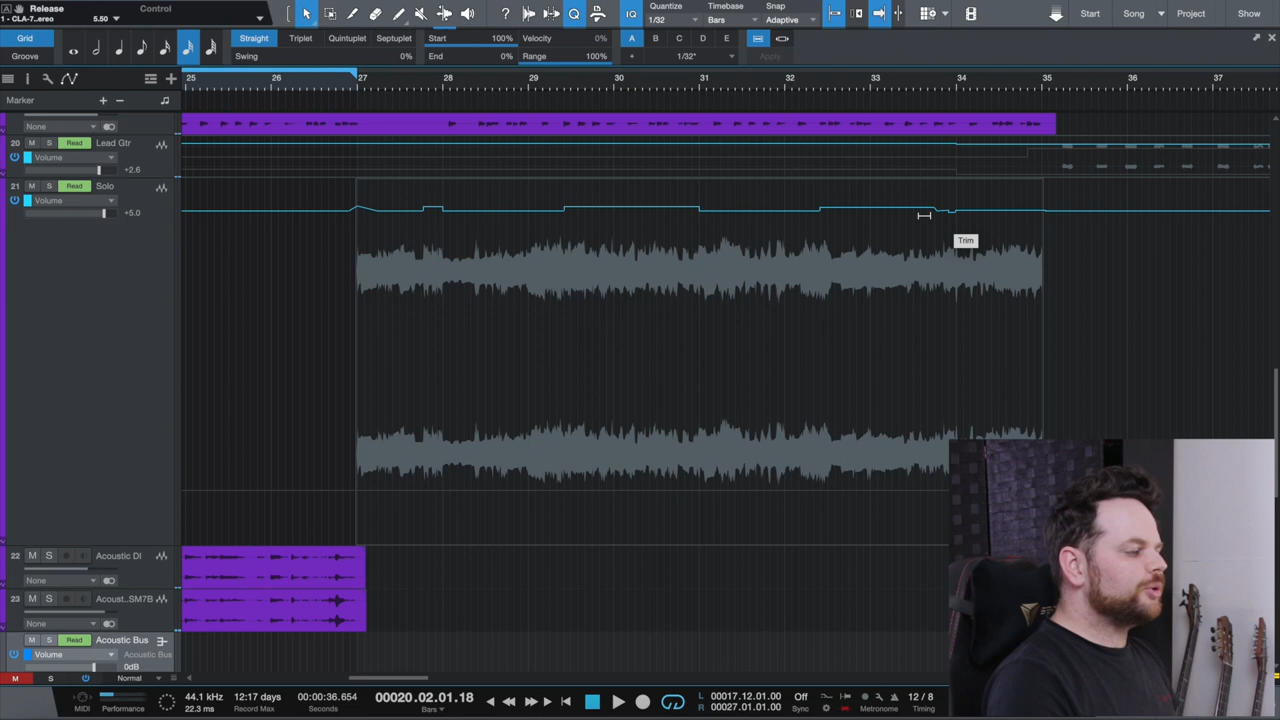 Release
Control
1 - CLA-7...ereo
5.50
IQ
Quantize
1/32
Timebase
Bars
Snap
Adaptive
Start
Song
Project
Show
Grid
Groove
Straight
Triplet
Quintuplet
Septuplet
Swing
0%
Start
100%
End
0%
Velocity
0%
Range
100%
A
B
C
D
E
1/32*
Apply
25
26
27
28
29
30
31
32
33
34
35
36
37
Marker
None
20
M
S
Read
Lead Gtr
Volume
+2.6
21
M
S
Read
Solo
Volume
+5.0
Trim
22
M
S
Acoustic DI
None
23
M
S
Acoust..SM7B
None
M
S
Read
Acoustic Bus
Volume
Acoustic Bus
0dB
M
S
Normal
MIDI
Performance
44.1 kHz
22.3 ms
12:17 days
Record Max
00:00:36.654
Seconds
00020.02.01.18
Bars
L
00017.12.01.00
R
00027.01.01.00
Off
Sync
Metronome
12 / 8
Timing